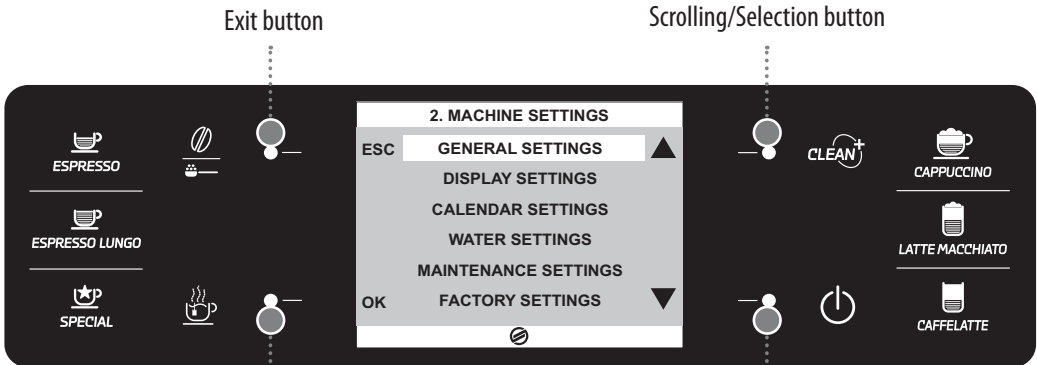 Exit button
Scrolling/Selection button
ESPRESSO
ESPRESSO LUNGO
SPECIAL
2. MACHINE SETTINGS
ESC
GENERAL SETTINGS
DISPLAY SETTINGS
CALENDAR SETTINGS
WATER SETTINGS
MAINTENANCE SETTINGS
OK
FACTORY SETTINGS
CLEAN+
CAPPUCCINO
LATTE MACCHIATO
CAFFELATTE